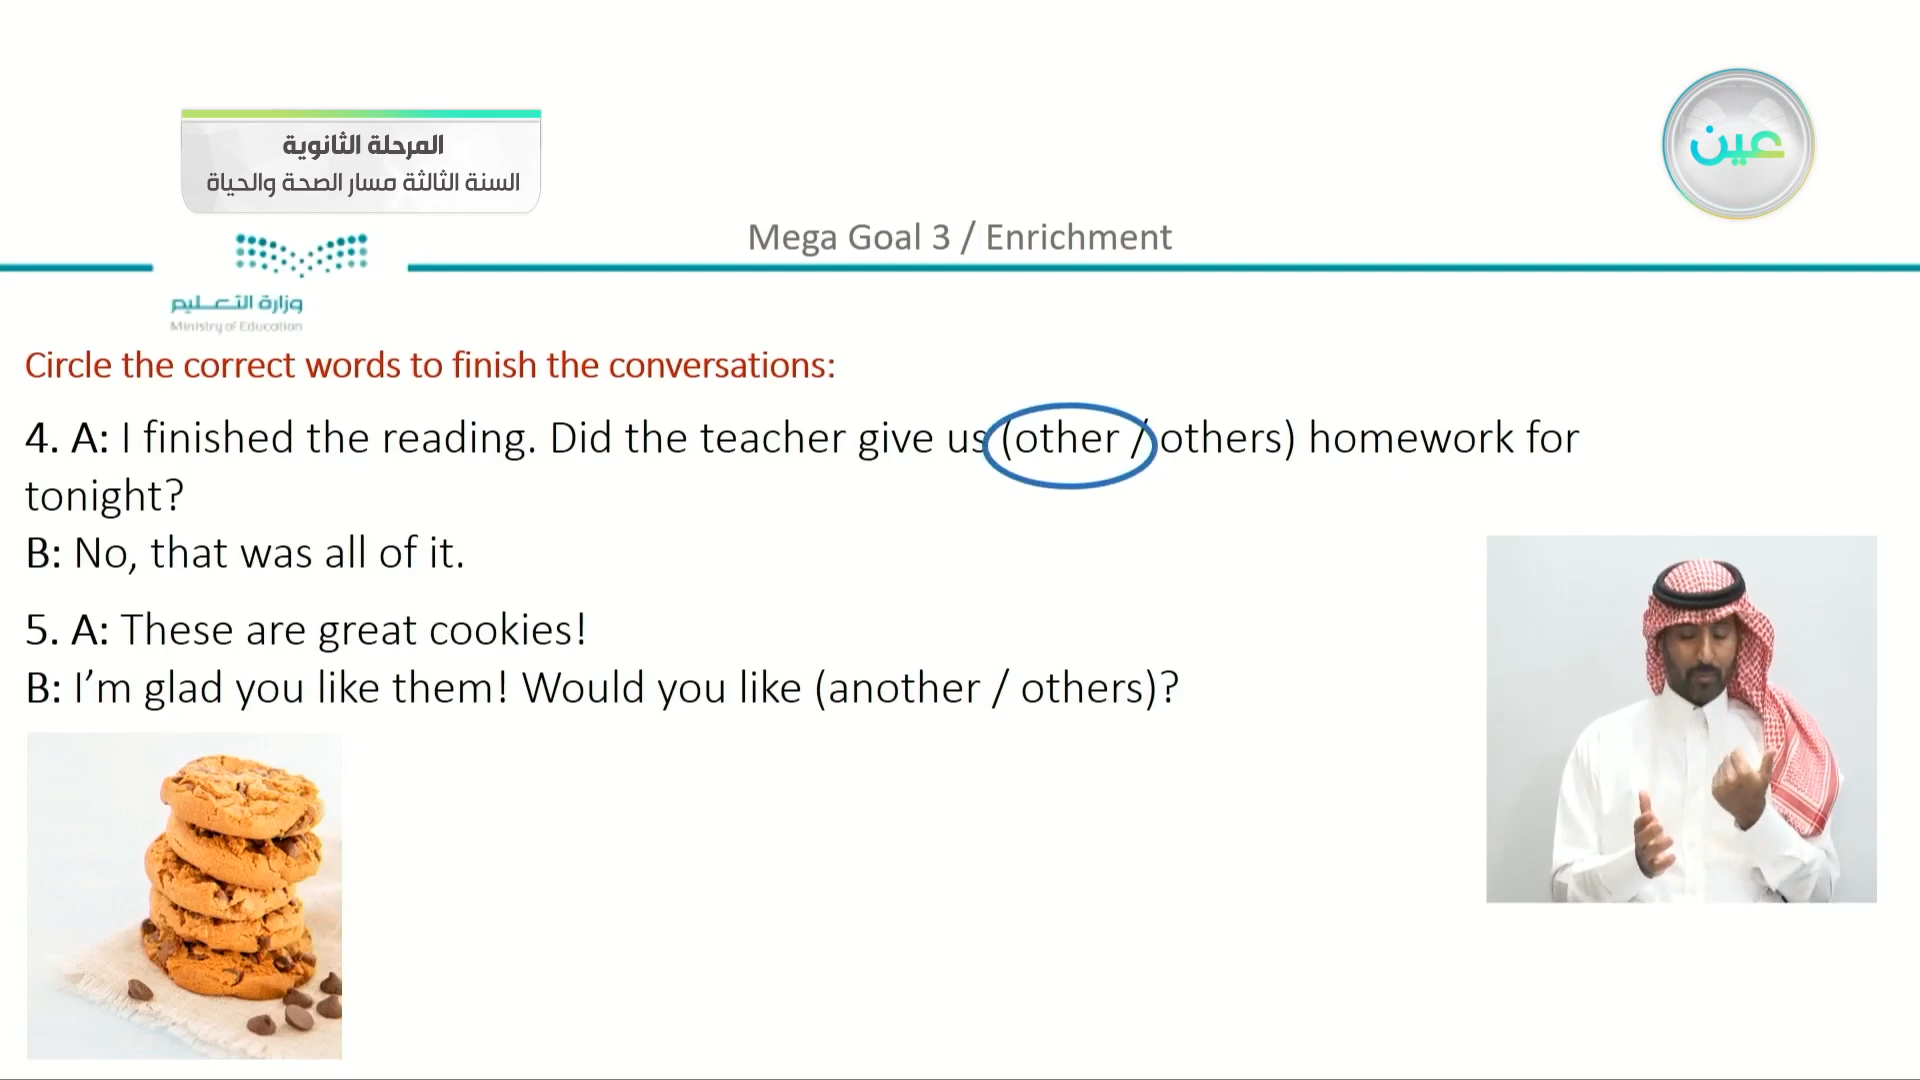 المرحلة الثانوية
السنة الثالثة مسار الصحة والحياة
عين
Mega Goal 3 / Enrichment
وزارة التعليم
Ministry of Education
Circle the correct words to finish the conversations:
4. A: I finished the reading. Did the teacher give us (other / others) homework for
tonight?
B: No, that was all of it.
5. A: These are great cookies!
B: I’m glad you like them! Would you like (another / others)?